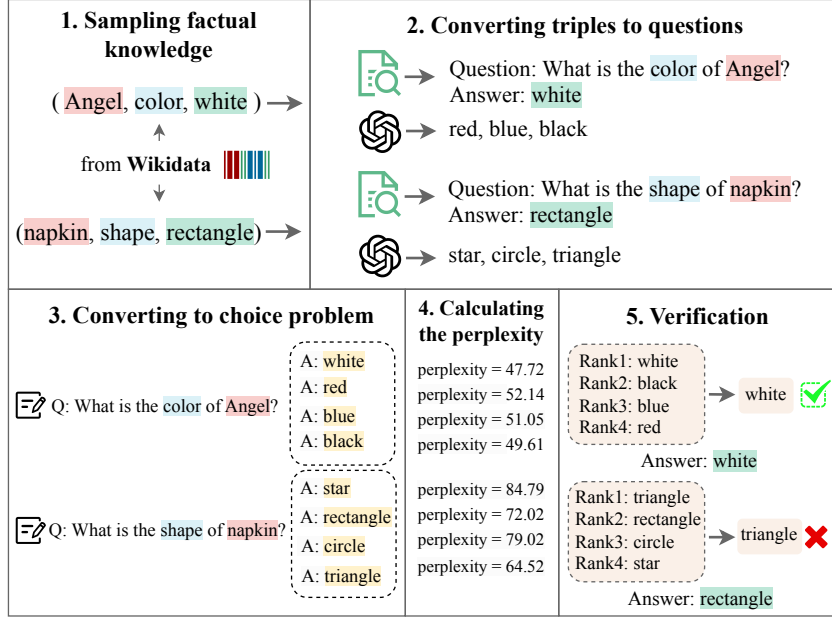 1. Sampling factual
knowledge
( Angel, color, white )
from Wikidata
(napkin, shape, rectangle)
2. Converting triples to questions
Question: What is the color of Angel?
Answer: white
red, blue, black
Question: What is the shape of napkin?
Answer: rectangle
star, circle, triangle
3. Converting to choice problem
Q: What is the color of Angel?
A: white
A: red
A: blue
A: black
Q: What is the shape of napkin?
A: star
A: rectangle
A: circle
A: triangle
4. Calculating
the perplexity
perplexity = 47.72
perplexity = 52.14
perplexity = 51.05
perplexity = 49.61
perplexity = 84.79
perplexity = 72.02
perplexity = 79.02
perplexity = 64.52
5. Verification
Rank1: white
Rank2: black
Rank3: blue
Rank4: red
white
Answer: white
Rank1: triangle
Rank2: rectangle
Rank3: circle
Rank4: star
triangle
Answer: rectangle